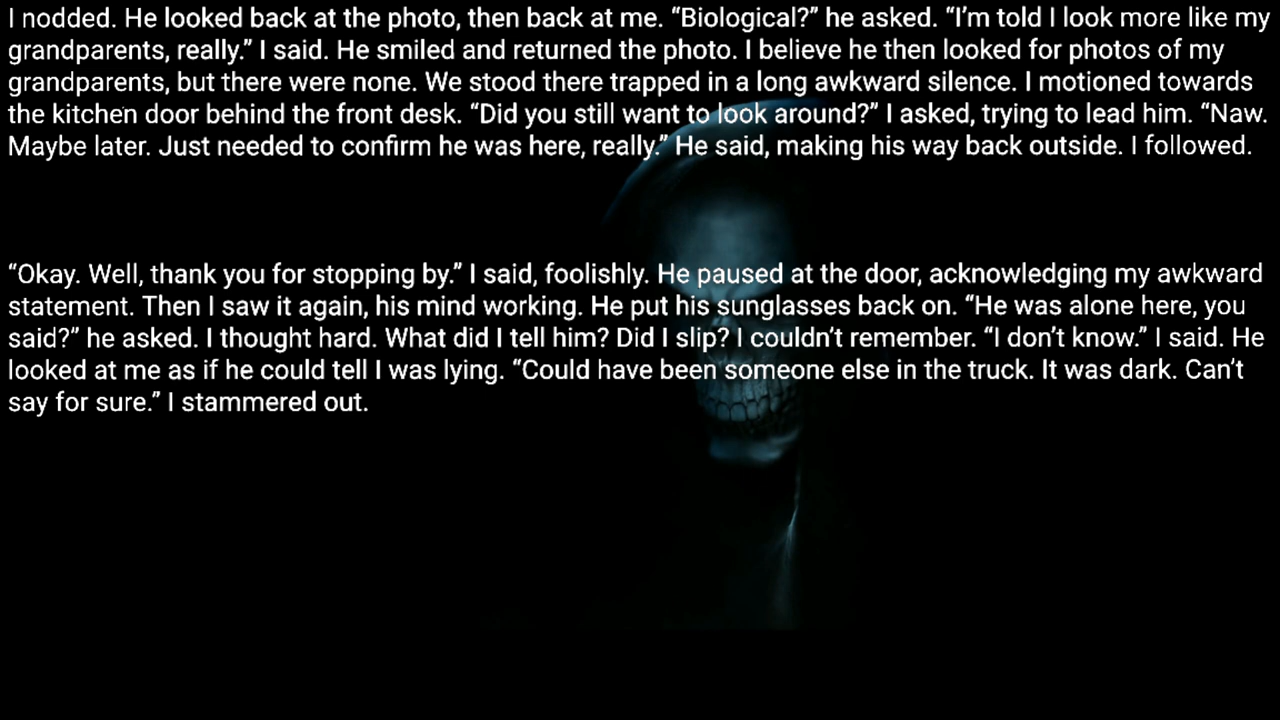 I nodded. He looked back at the photo, then back at me. “Biological?” he asked. “I’m told I look more like my
grandparents, really.” I said. He smiled and returned the photo. I believe he then looked for photos of my
grandparents, but there were none. We stood there trapped in a long awkward silence. I motioned towards
the kitchen door behind the front desk. “Did you still want to look around?” I asked, trying to lead him. “Naw.
Maybe later. Just needed to confirm he was here, really.” He said, making his way back outside. I followed.
“Okay. Well, thank you for stopping by.” I said, foolishly. He paused at the door, acknowledging my awkward
statement. Then I saw it again, his mind working. He put his sunglasses back on. “He was alone here, you
said?” he asked. I thought hard. What did I tell him? Did I slip? I couldn’t remember. “I don’t know.” I said. He
looked at me as if he could tell I was lying. “Could have been someone else in the truck. It was dark. Can’t
say for sure.” I stammered out.